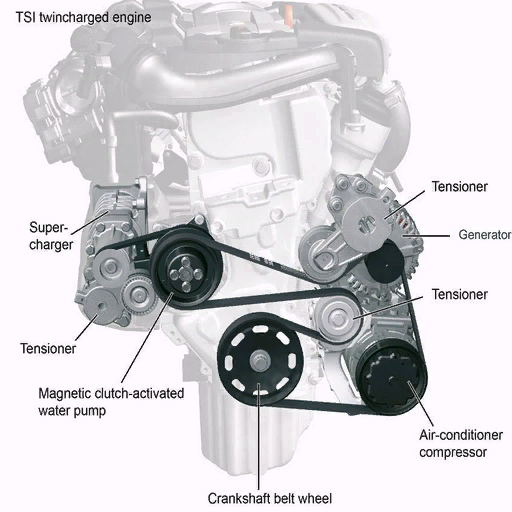 TSI twincharged engine
Tensioner
Super-
charger
Generator
Tensioner
Tensioner
Magnetic clutch-activated
water pump
Air-conditioner
compressor
Crankshaft belt wheel